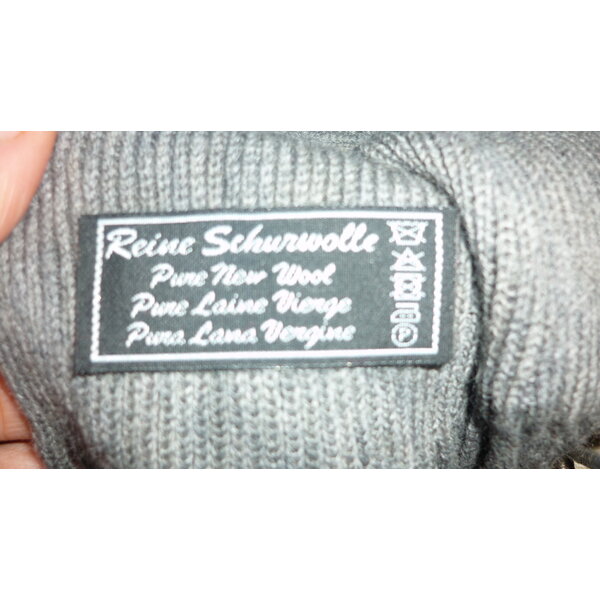 Reine Schurwolle
Pure New Wool
Pure Laine Vierge
Pura Lana Vergine
P